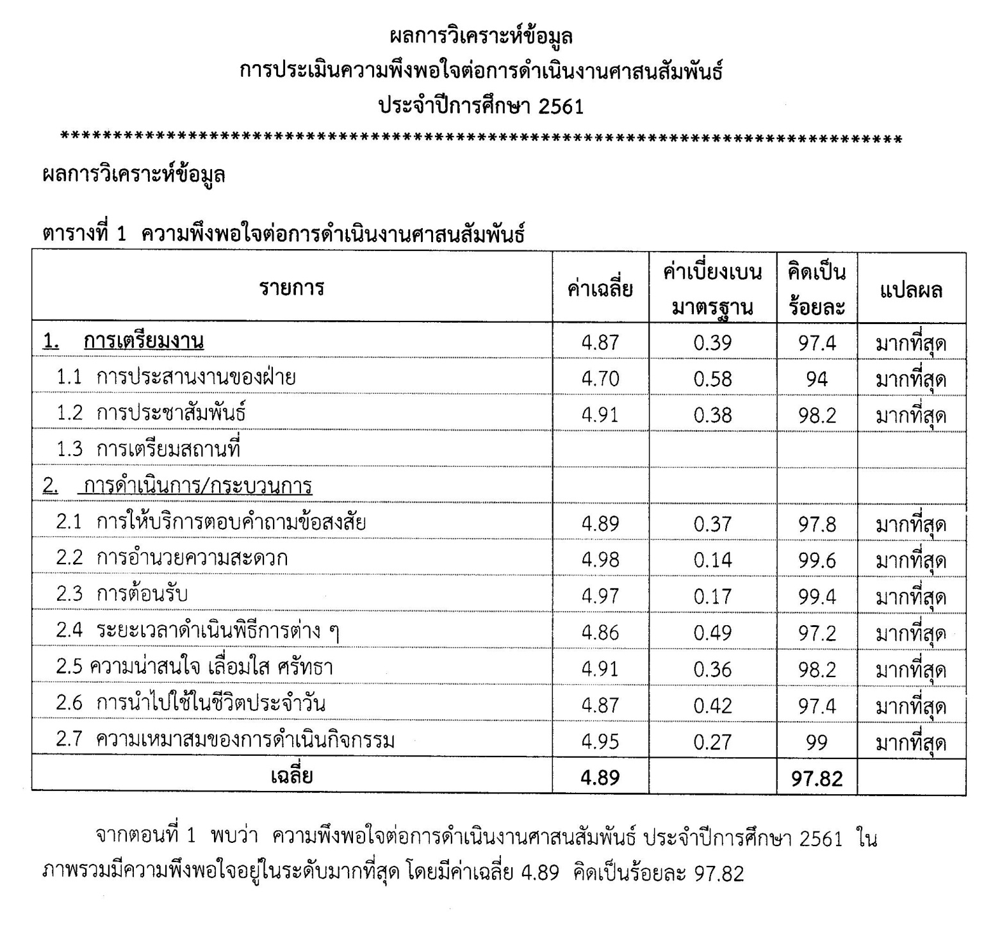 ผลการวิเคราะห์ข้อมูล
การประเมินความพึงพอใจต่อการดำเนินงานศาสนสัมพันธ์
ประจำปีการศึกษา 2561
*******************************************************************************
ผลการวิเคราะห์ข้อมูล
ตารางที่ 1 ความพึงพอใจต่อการดำเนินงานศาสนสัมพันธ์
รายการ ค่าเฉลี่ย ค่าเบี่ยงเบนมาตรฐาน คิดเป็นร้อยละ แปลผล
1. การเตรียมงาน 4.87 0.39 97.4 มากที่สุด
1.1 การประสานงานของฝ่าย 4.70 0.58 94 มากที่สุด
1.2 การประชาสัมพันธ์ 4.91 0.38 98.2 มากที่สุด
1.3 การเตรียมสถานที่
2. การดำเนินการ/กระบวนการ
2.1 การให้บริการตอบคำถามข้อสงสัย 4.89 0.37 97.8 มากที่สุด
2.2 การอำนวยความสะดวก 4.98 0.14 99.6 มากที่สุด
2.3 การต้อนรับ 4.97 0.17 99.4 มากที่สุด
2.4 ระยะเวลาดำเนินพิธีการต่าง ๆ 4.86 0.49 97.2 มากที่สุด
2.5 ความน่าสนใจ เลื่อมใส ศรัทธา 4.91 0.36 98.2 มากที่สุด
2.6 การนำไปใช้ในชีวิตประจำวัน 4.87 0.42 97.4 มากที่สุด
2.7 ความเหมาสมของการดำเนินกิจกรรม 4.95 0.27 99 มากที่สุด
เฉลี่ย 4.89 97.82
จากตอนที่ 1 พบว่า ความพึงพอใจต่อการดำเนินงานศาสนสัมพันธ์ ประจำปีการศึกษา 2561 ใน
ภาพรวมมีความพึงพอใจอยู่ในระดับมากที่สุด โดยมีค่าเฉลี่ย 4.89 คิดเป็นร้อยละ 97.82